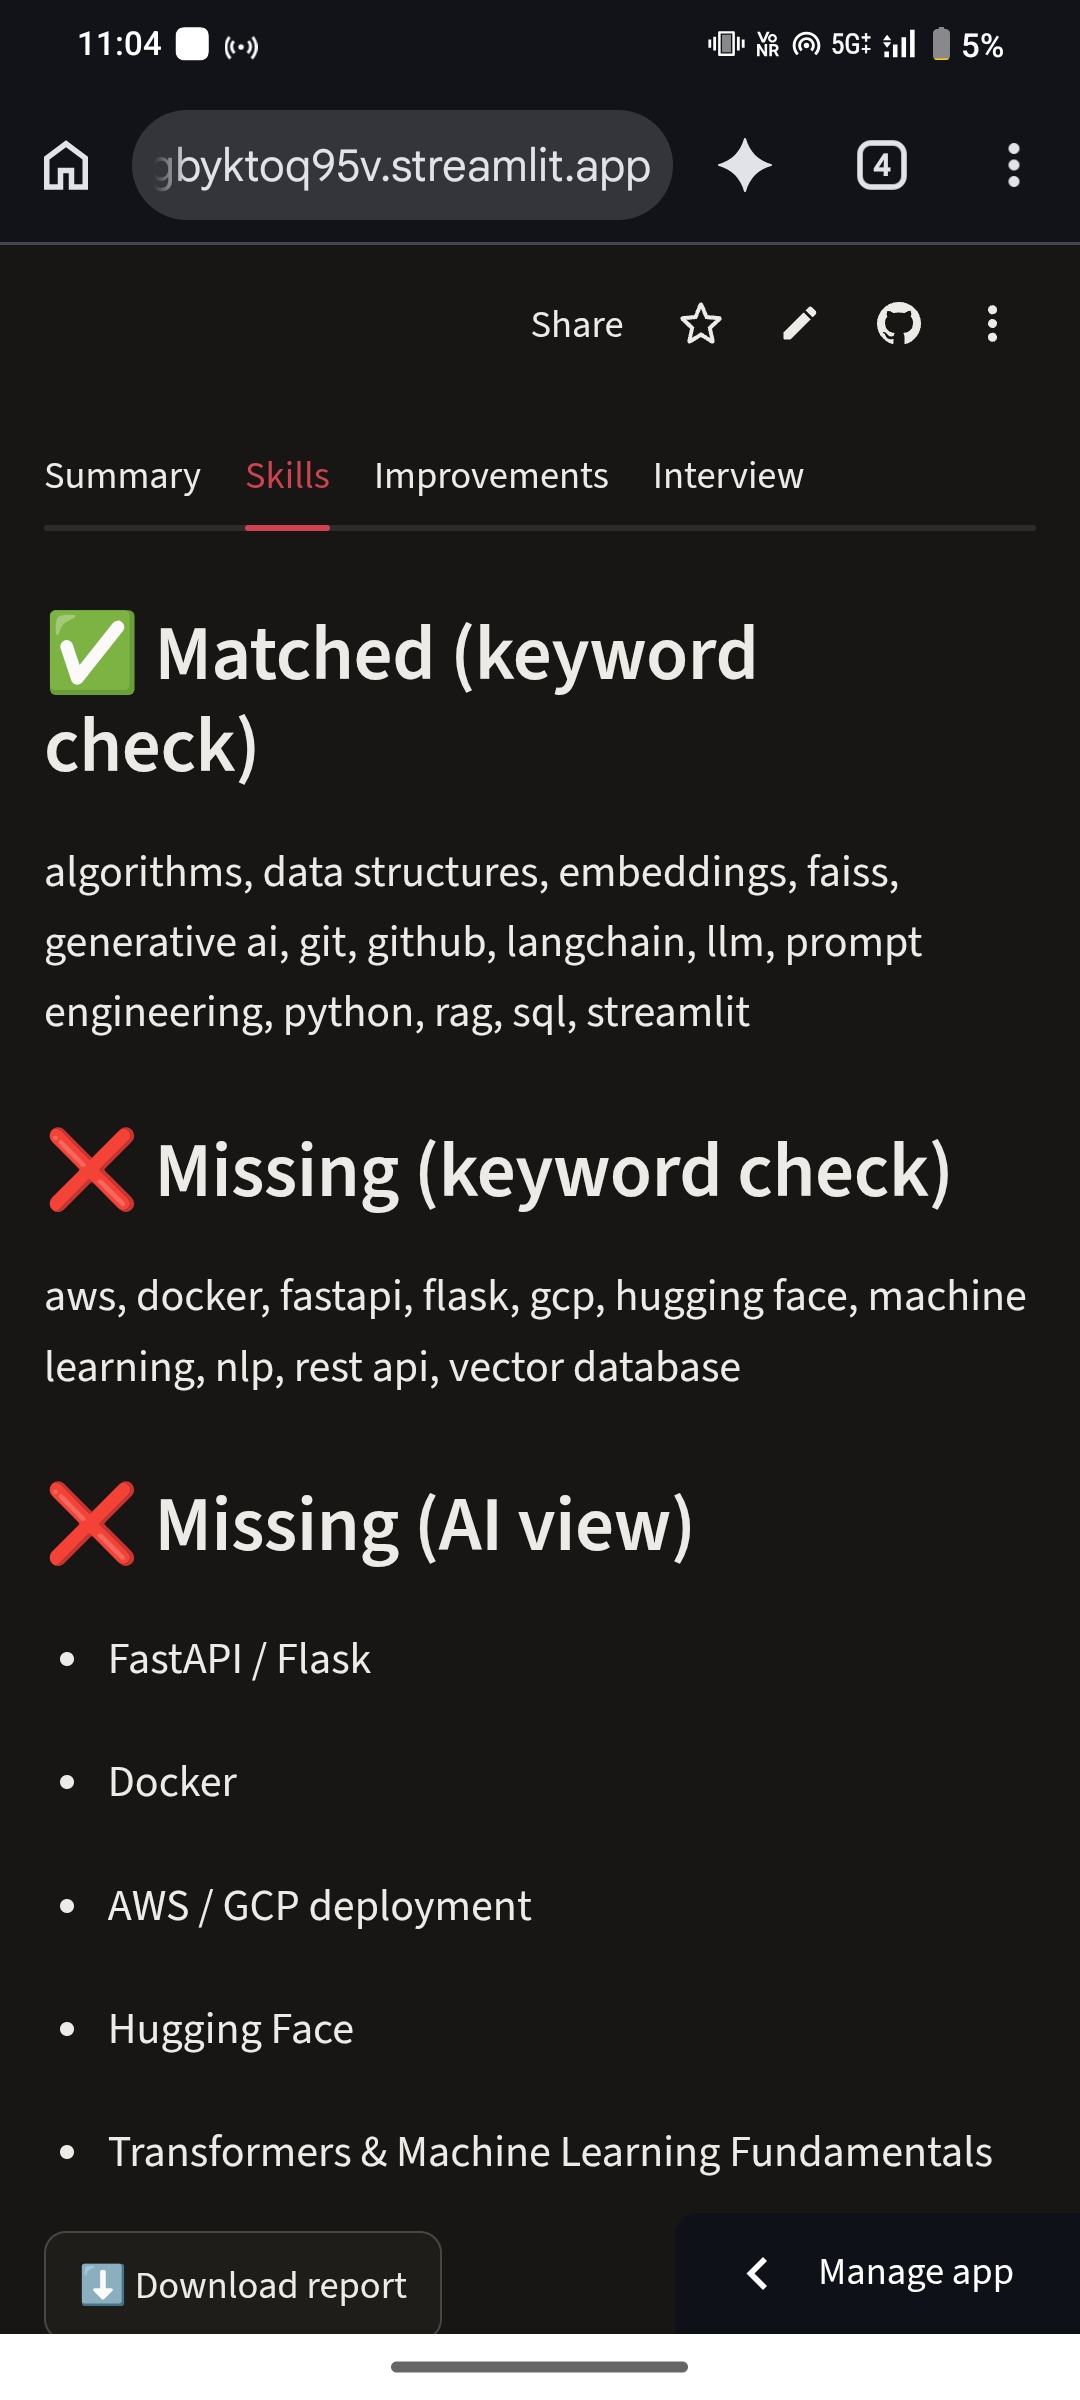 11:04
Vo NR 5G 5%
gbyktoq95v.streamlit.app
4
Share
Summary Skills Improvements Interview
✅ Matched (keyword
check)
algorithms, data structures, embeddings, faiss,
generative ai, git, github, langchain, llm, prompt
engineering, python, rag, sql, streamlit
❌ Missing (keyword check)
aws, docker, fastapi, flask, gcp, hugging face, machine
learning, nlp, rest api, vector database
❌ Missing (AI view)
• FastAPI / Flask
• Docker
• AWS / GCP deployment
• Hugging Face
• Transformers & Machine Learning Fundamentals
⬇️ Download report
Manage app